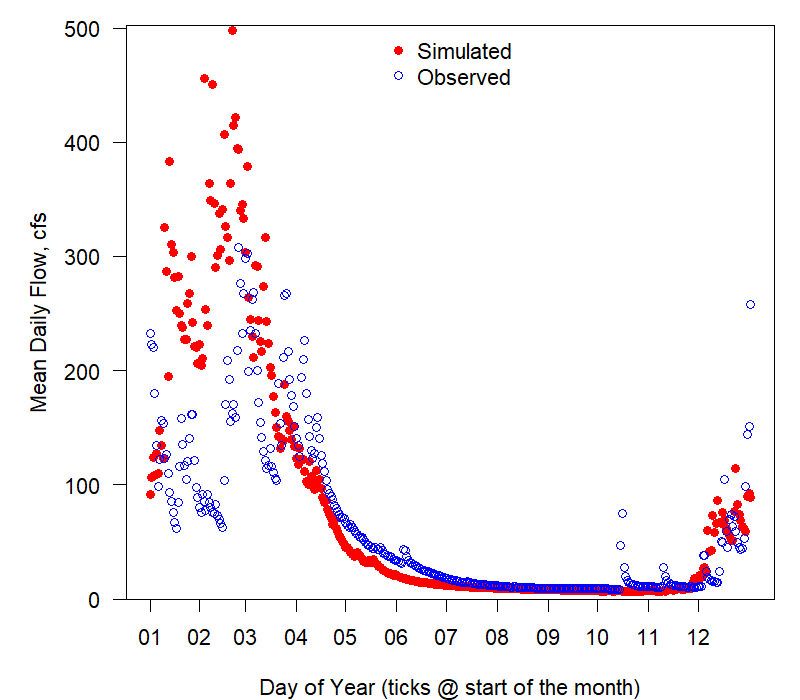 500
Simulated
Observed
400
300
200
100
0
Mean Daily Flow, cfs
01 02 03 04 05 06 07 08 09 10 11 12
Day of Year (ticks @ start of the month)